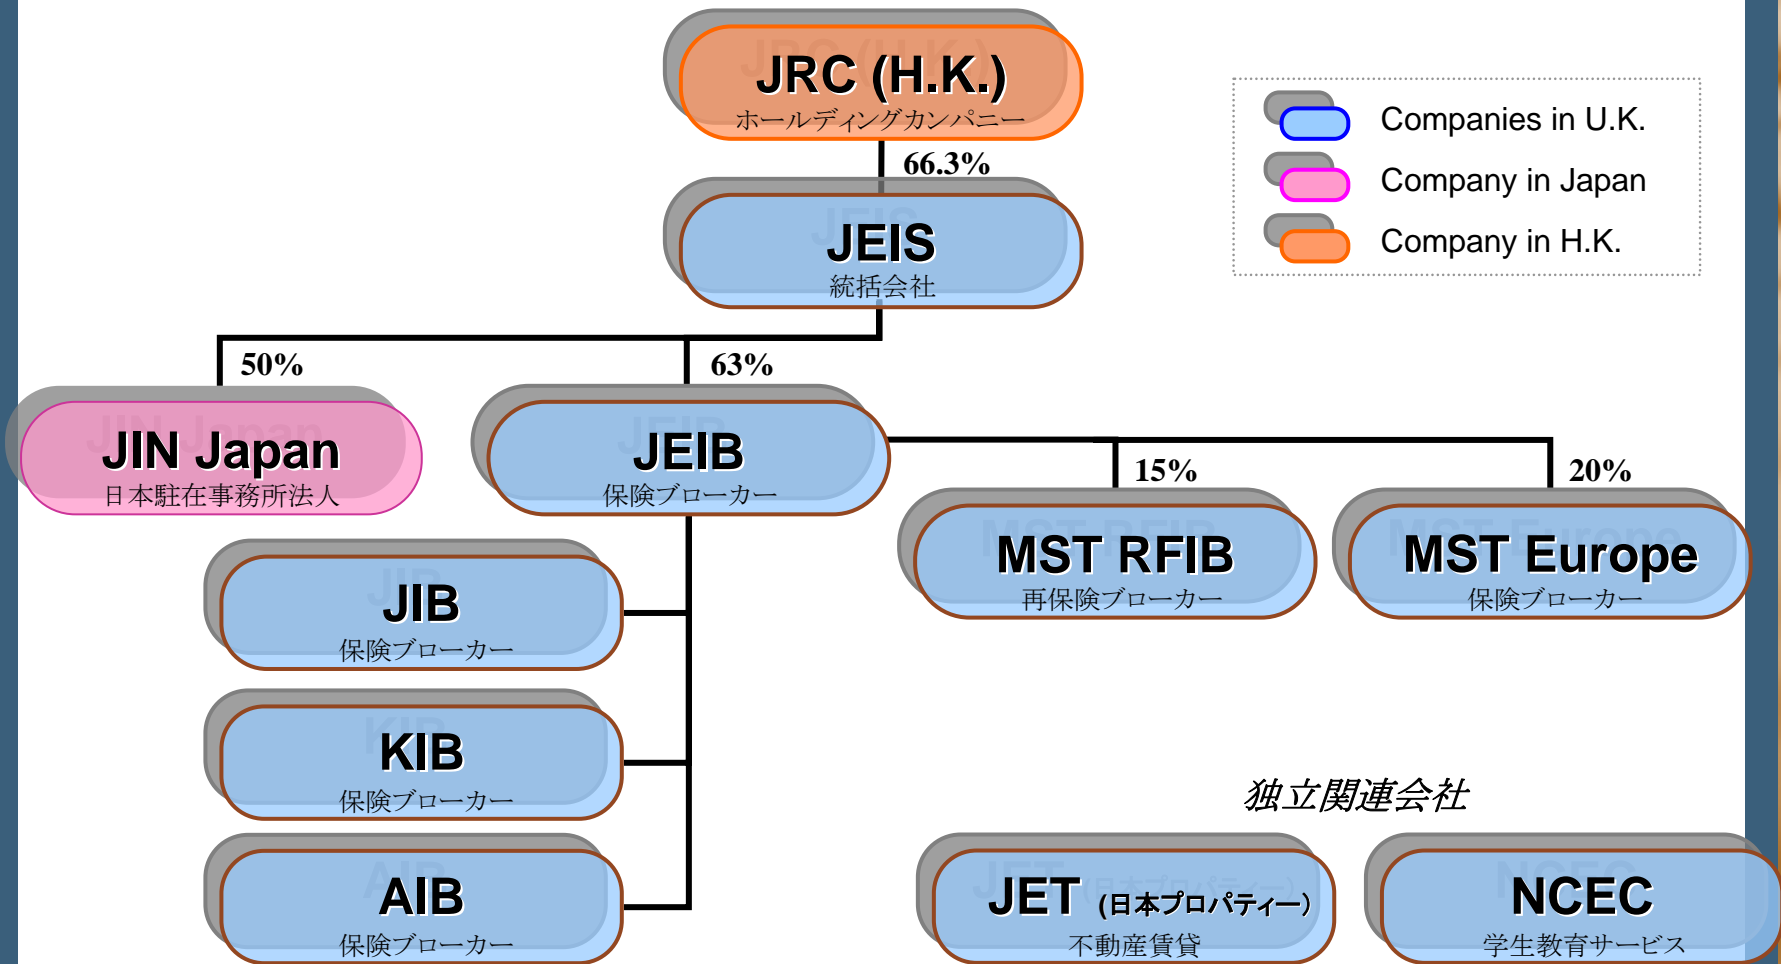 JRC (H.K.)
ホールディングカンパニー
Companies in U.K.
Company in Japan
Company in H.K.
66.3%
JEIS
統括会社
50%
63%
JIN Japan
日本駐在事務所法人
JEIB
保険ブローカー
15%
20%
MST RFIB
再保険ブローカー
MST Europe
保険ブローカー
JIB
保険ブローカー
KIB
保険ブローカー
独立関連会社
AIB
保険ブローカー
JET (日本プロパティー)
不動産賃貸
NCEC
学生教育サービス